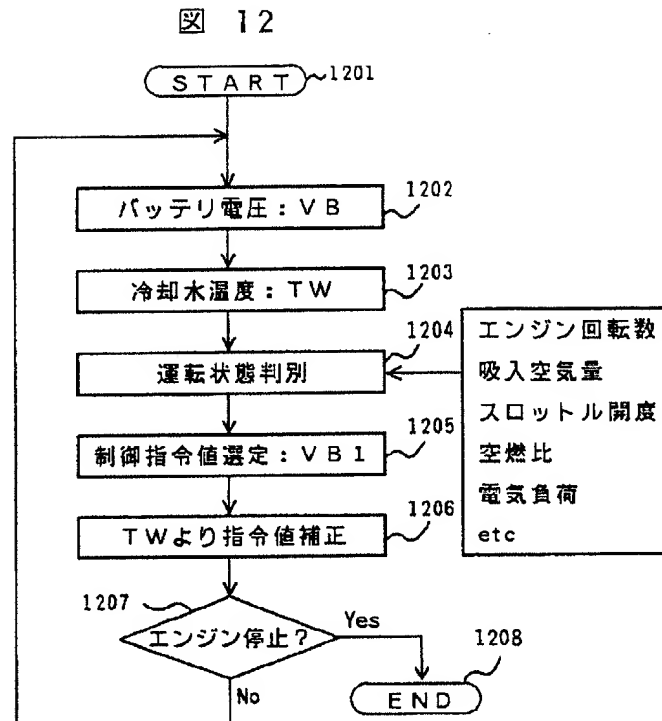 図 12
START
1201
バッテリ電圧：VB
1202
冷却水温度：TW
1203
運転状態判別
1204
エンジン回転数
吸入空気量
スロットル開度
空燃比
電気負荷
etc
制御指令値選定：VB1
1205
TWより指令値補正
1206
1207
エンジン停止？
Yes
No
1208
END